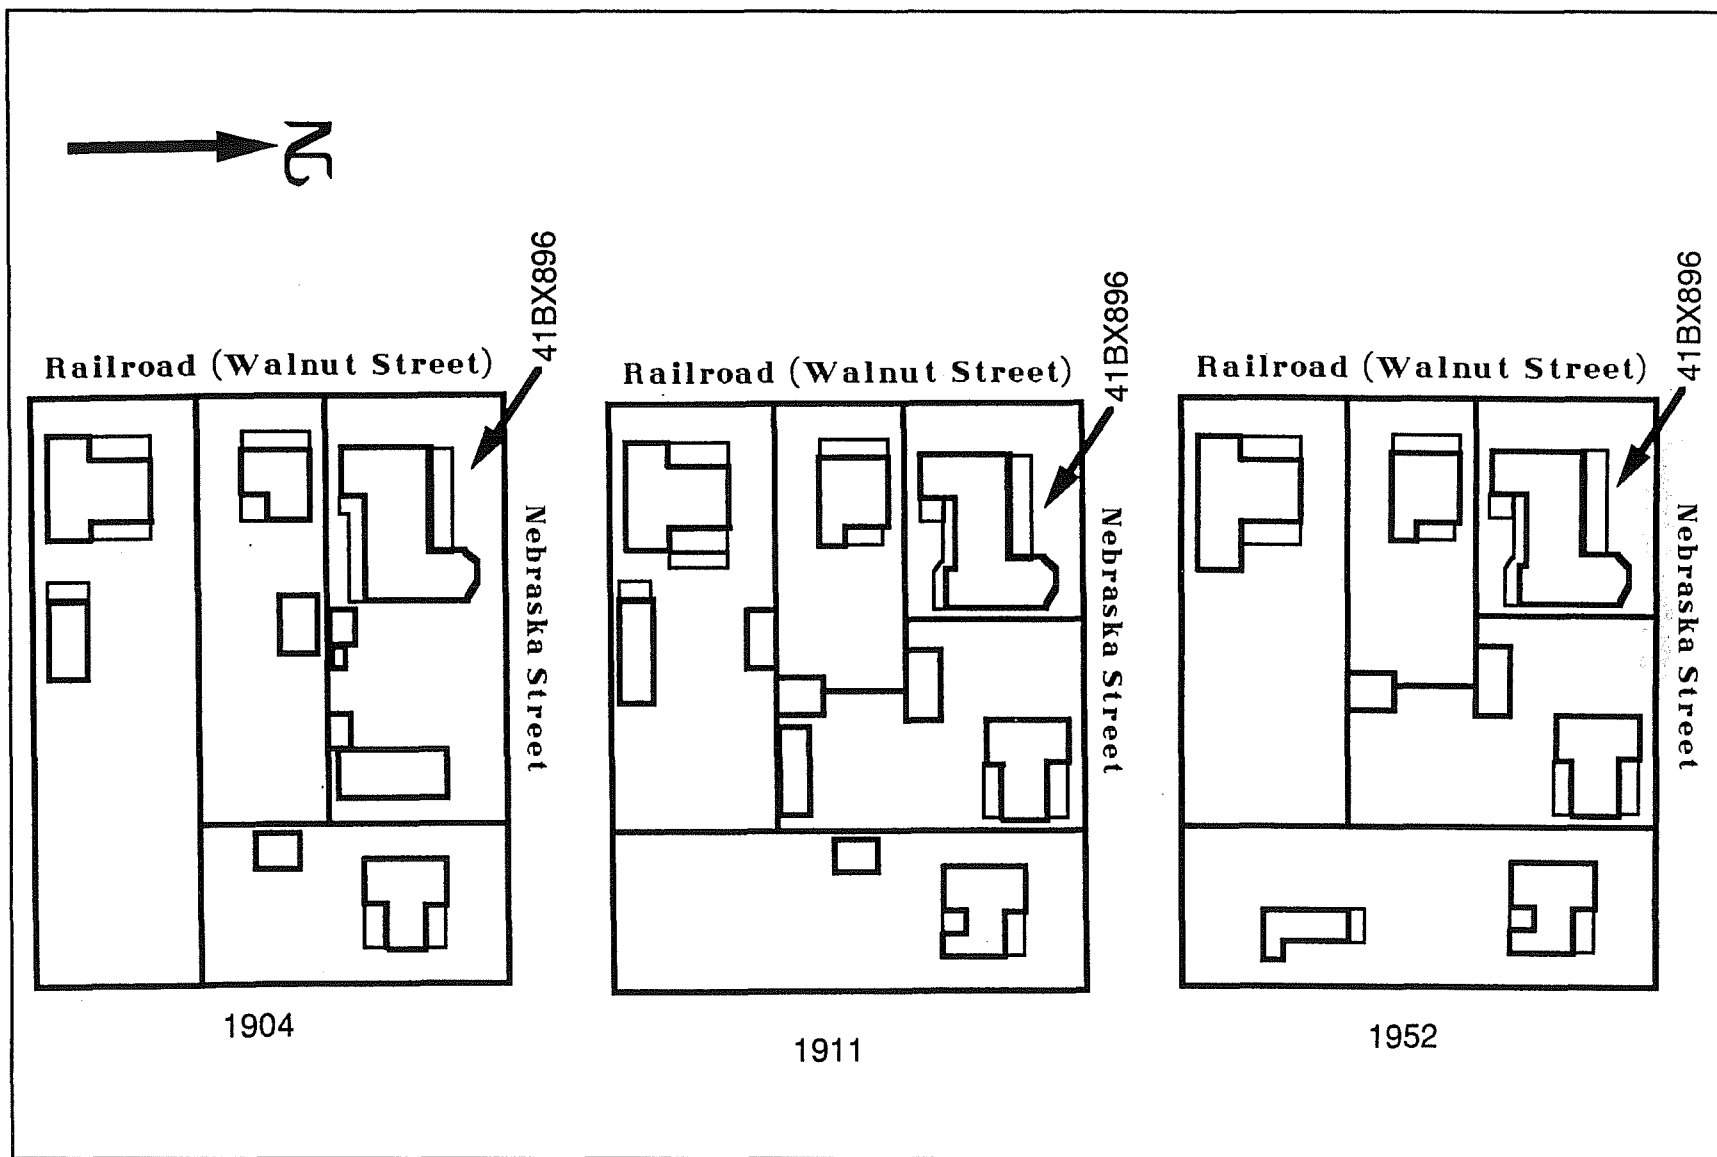 N
41BX896
41BX896
41BX896
Railroad (Walnut Street)
Railroad (Walnut Street)
Railroad (Walnut Street)
Nebraska Street
Nebraska Street
Nebraska Street
1904
1911
1952